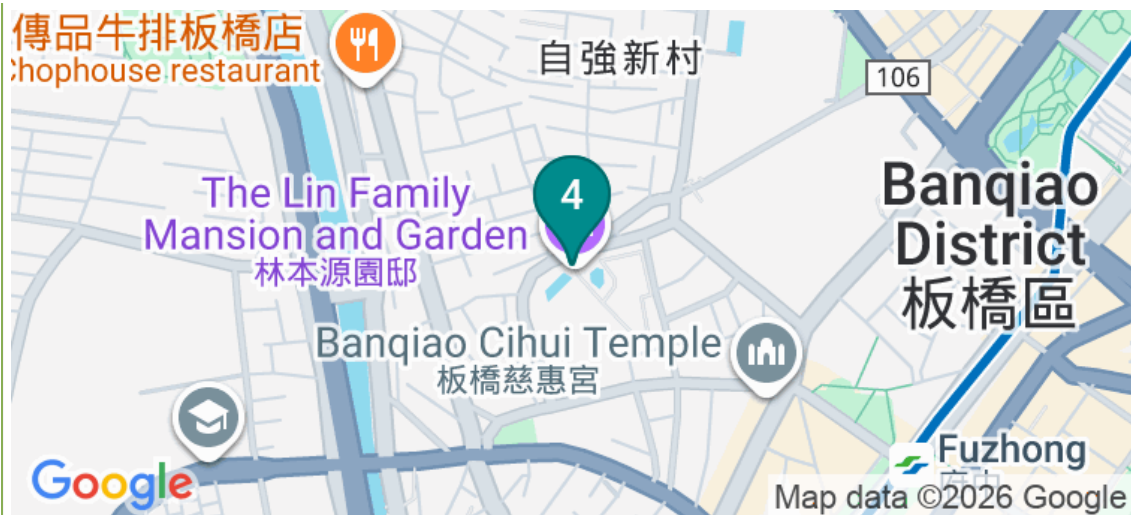 傳品牛排板橋店
Chophouse restaurant
自強新村
106
4
The Lin Family
Mansion and Garden
林本源園邸
Banqiao
District
板橋區
Banqiao Cihui Temple
板橋慈惠宮
Fuzhong
府中
Google
Map data ©2026 Google